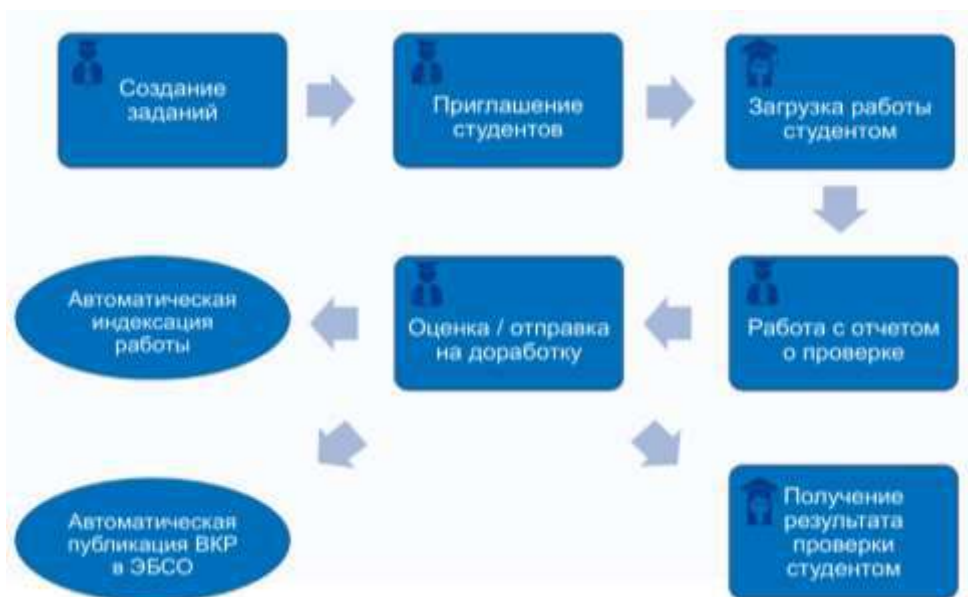 Создание
заданий
Приглашение
студентов
Загрузка работы
студентом
Автоматическая
индексация
работы
Оценка / отправка
на доработку
Работа с отчетом
о проверке
Автоматическая
публикация ВКР
в ЭБСО
Получение
результата
проверки
студентом